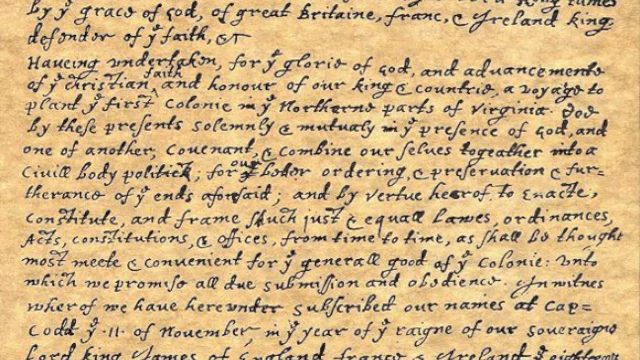 by yᵉ grace of God, of great Britaine, franc, & Ireland king,
defender of yᵉ faith, &c
Haveing undertaken, for yᵉ glorie of God, and advancemente
of yᵉ christian faith and honour of our king & countrie, a voyage to
plant yᵉ first Colonie in yᵉ Northerne parts of Virginia. Doe
by these presents solemnly & mutualy in yᵉ presence of God, and
one of another, covenant, & combine our selves togeather into a
Civill body politick; for our better ordering, & preservation & fur-
therance of yᵉ ends aforesaid; and by vertue hearof to enacte,
constitute, and frame shuch just & equall Lawes, ordinances,
Acts, constitutions, & offices, from time to time, as shall be thought
most meete & convenient for yᵉ generall good of yᵉ Colonie: unto
which we promise all due submission and obedience. In witnes
wherof we have hereunder subscribed our names at Cap-
Codd yᵉ .11. of November, in yᵉ year of yᵉ raigne of our soveraigne
Lord king James of England, france, & Ireland yᵉ eighteenth